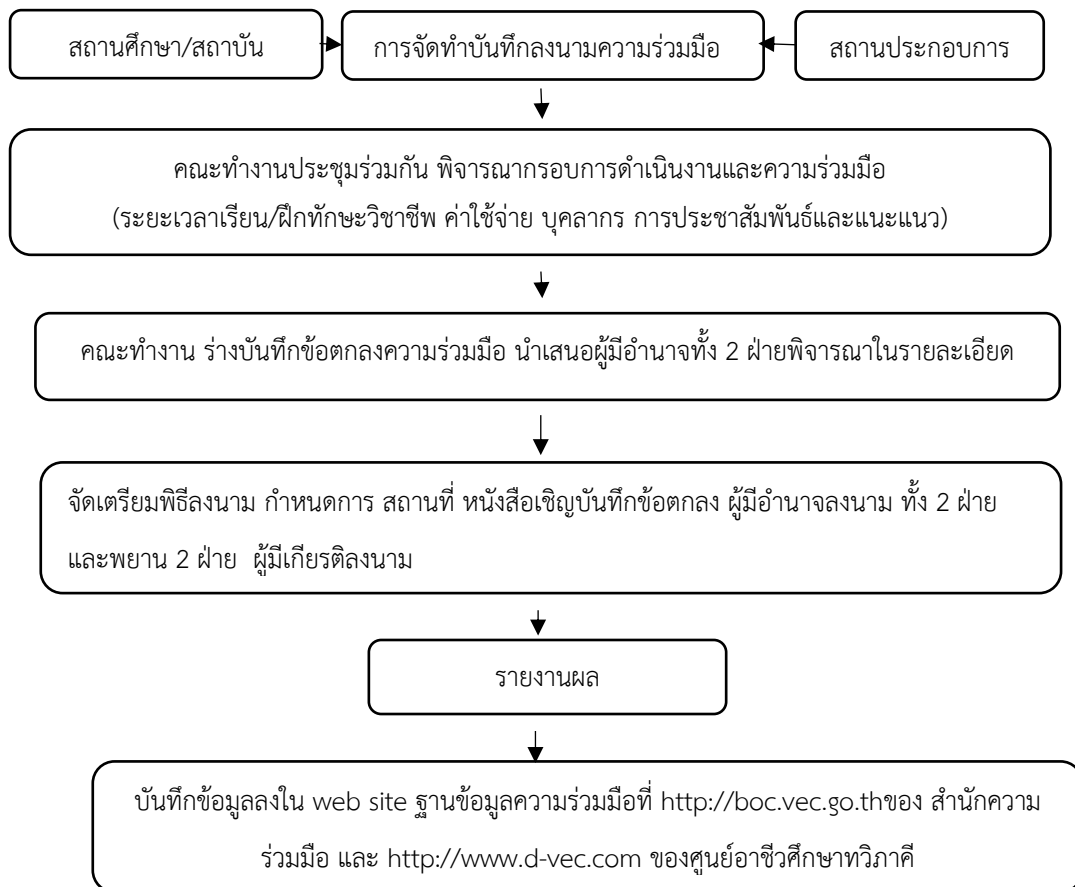 สถานศึกษา/สถาบัน
การจัดทำบันทึกลงนามความร่วมมือ
สถานประกอบการ
คณะทำงานประชุมร่วมกัน พิจารณากรอบการดำเนินงานและความร่วมมือ
(ระยะเวลาเรียน/ฝึกทักษะวิชาชีพ ค่าใช้จ่าย บุคลากร การประชาสัมพันธ์และแนะแนว)
คณะทำงาน ร่างบันทึกข้อตกลงความร่วมมือ นำเสนอผู้มีอำนาจทั้ง 2 ฝ่ายพิจารณาในรายละเอียด
จัดเตรียมพิธีลงนาม กำหนดการ สถานที่ หนังสือเชิญบันทึกข้อตกลง ผู้มีอำนาจลงนาม ทั้ง 2 ฝ่าย
และพยาน 2 ฝ่าย ผู้มีเกียรติลงนาม
รายงานผล
บันทึกข้อมูลลงใน web site ฐานข้อมูลความร่วมมือที่ http://boc.vec.go.thของ สำนักความ
ร่วมมือ และ http://www.d-vec.com ของศูนย์อาชีวศึกษาทวิภาคี